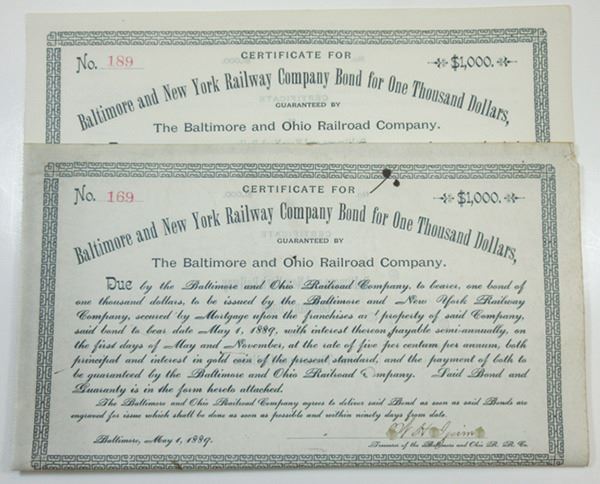 CERTIFICATE FOR
No. 189
$1,000.
Baltimore and New York Railway Company Bond for One Thousand Dollars,
GUARANTEED BY
The Baltimore and Ohio Railroad Company.
CERTIFICATE FOR
No. 169
$1,000.
Baltimore and New York Railway Company Bond for One Thousand Dollars,
GUARANTEED BY
The Baltimore and Ohio Railroad Company.
Due by the Baltimore and Ohio Railroad Company, to bearer, one bond of
one thousand dollars, to be issued by the Baltimore and New York Railway
Company, secured by Mortgage upon the franchises a property of said Company,
said bond to bear date May 1, 1889, with interest thereon payable semi-annually, on
the first days of May and November, at the rate of five per centum per annum, both
principal and interest in gold coin of the present standard, and the payment of both to
be guaranteed by the Baltimore and Ohio Railroad Company. Said Bond and
Guaranty is in the form hereto attached.
The Baltimore and Ohio Railroad Company agrees to deliver said Bond as soon as said Bonds are
engraved for issue which shall be done as soon as possible and within ninety days from date.
Baltimore, May 1, 1889.
Treasurer of the Baltimore and Ohio R. R. Co.